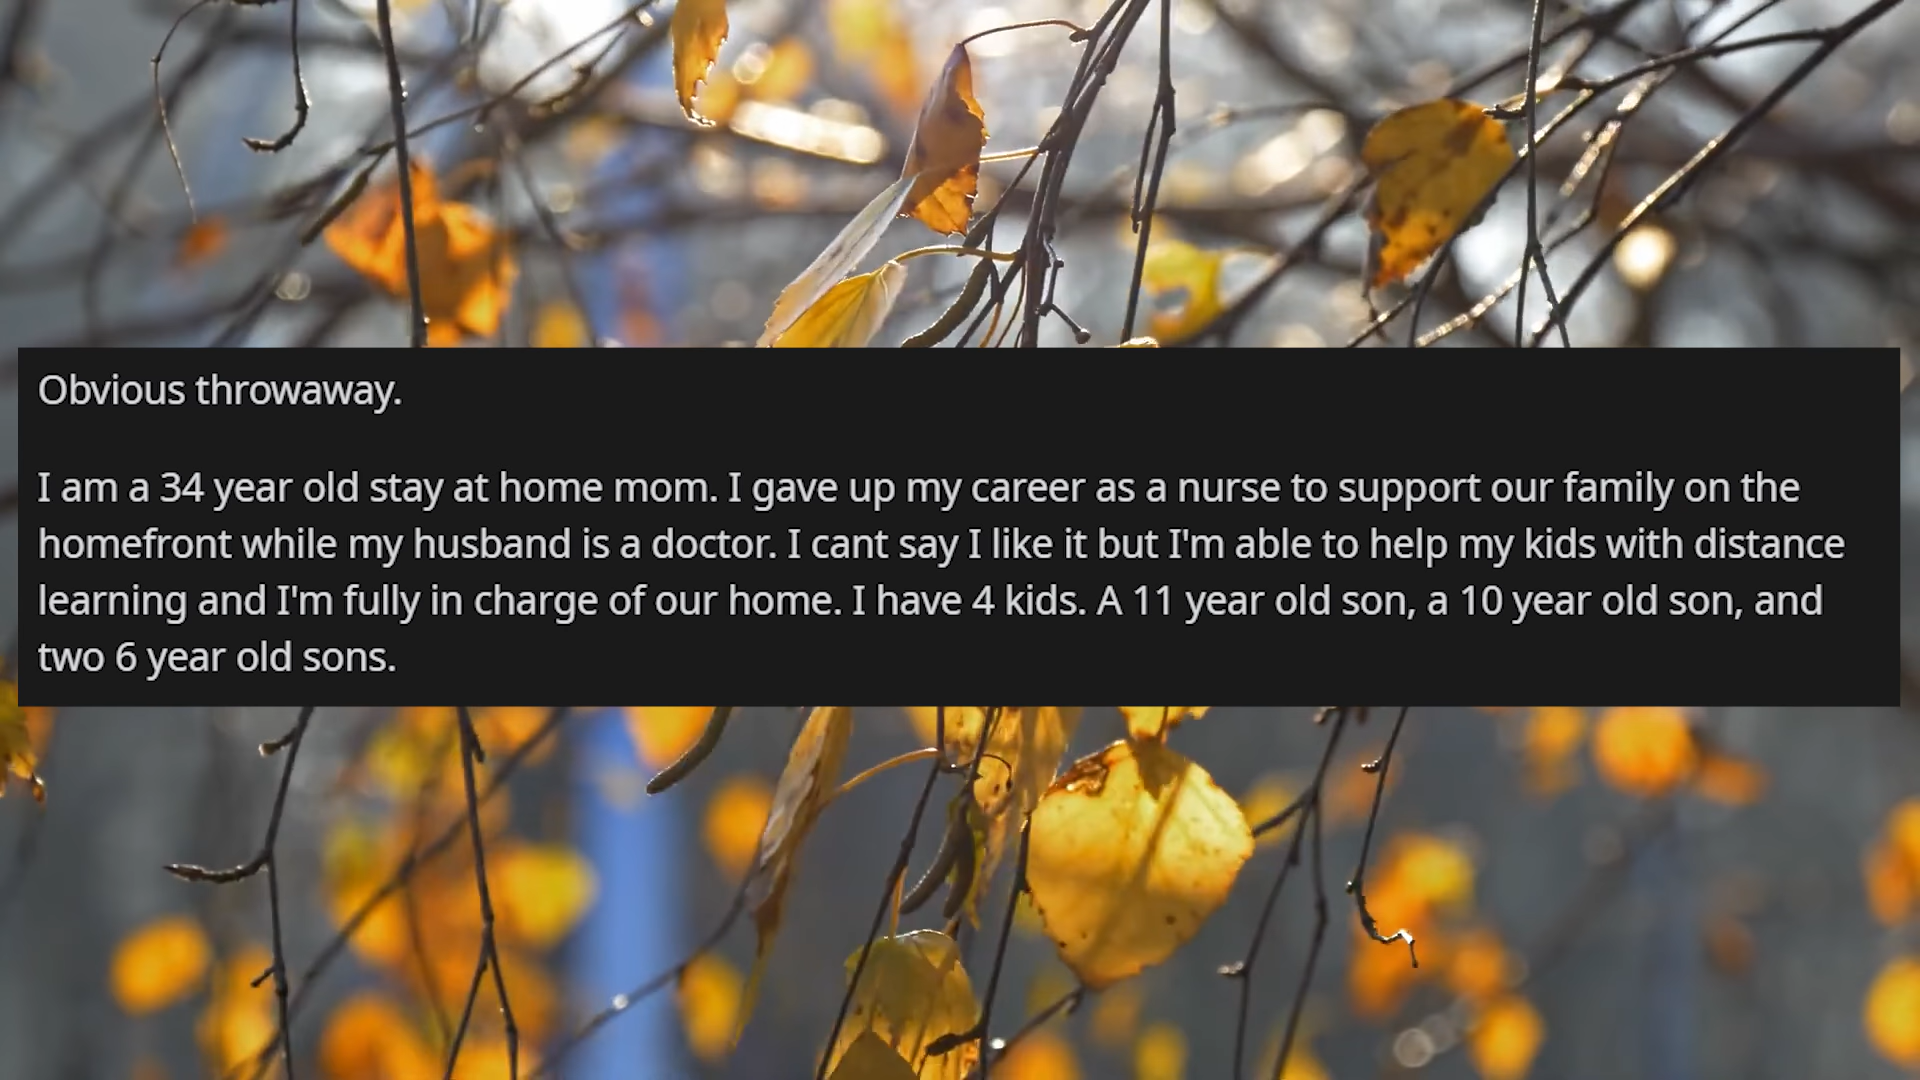 Obvious throwaway.
I am a 34 year old stay at home mom. I gave up my career as a nurse to support our family on the
homefront while my husband is a doctor. I cant say I like it but I'm able to help my kids with distance
learning and I'm fully in charge of our home. I have 4 kids. A 11 year old son, a 10 year old son, and
two 6 year old sons.